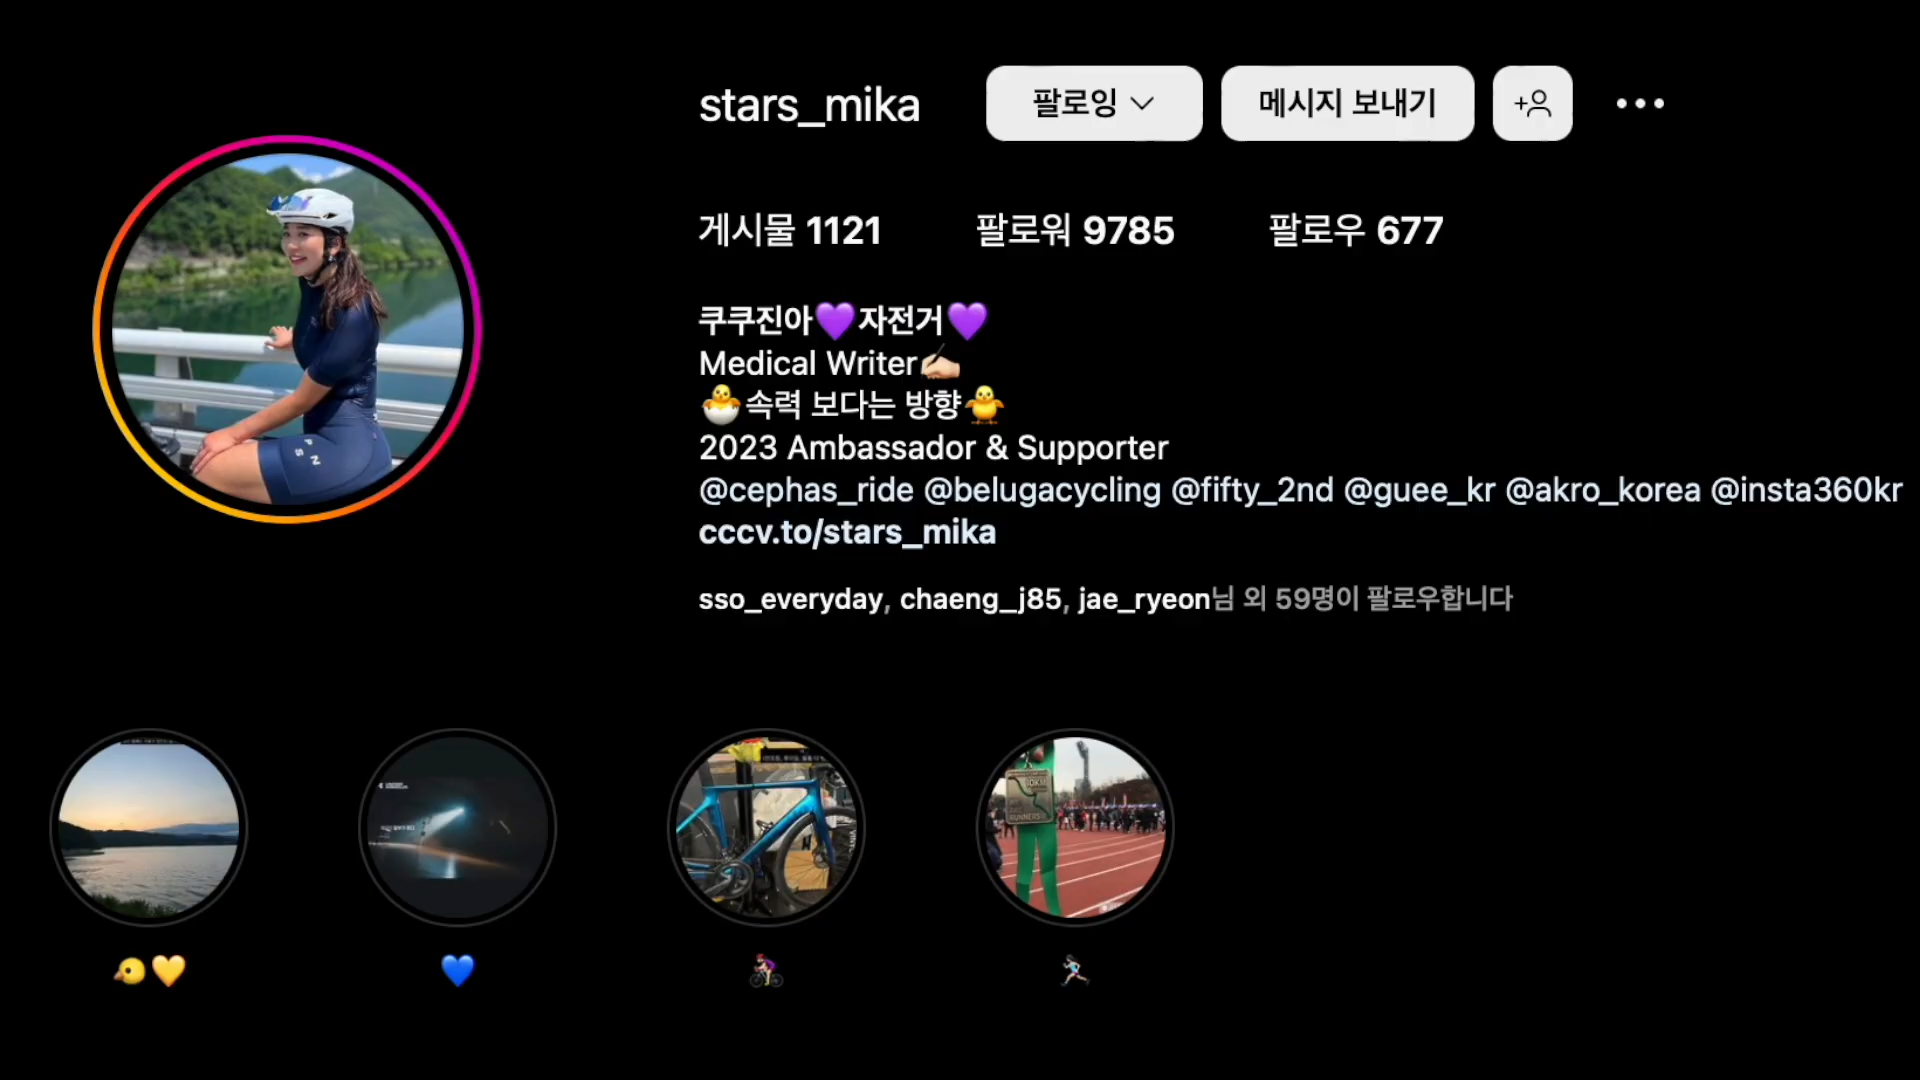 stars_mika 팔로잉 메시지 보내기
게시물 1121 팔로워 9785 팔로우 677
쿠쿠진아💜자전거💜
Medical Writer✍🏻
🐣속력 보다는 방향🐥
2023 Ambassador & Supporter
@cephas_ride @belugacycling @fifty_2nd @guee_kr @akro_korea @insta360kr
cccv.to/stars_mika
sso_everyday, chaeng_j85, jae_ryeon님 외 59명이 팔로우합니다
PNS
RUNNERS